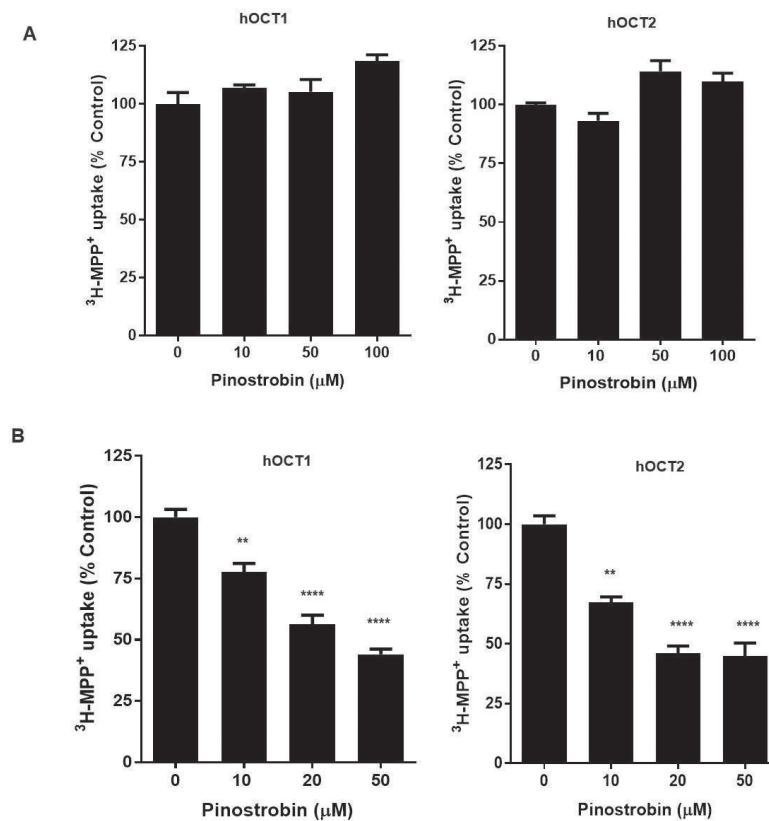 A
hOCT1
³H-MPP⁺ uptake (% Control)
125
100
75
50
25
0
0 10 50 100
Pinostrobin (μM)
hOCT2
³H-MPP⁺ uptake (% Control)
125
100
75
50
25
0
0 10 50 100
Pinostrobin (μM)
B
hOCT1
³H-MPP⁺ uptake (% Control)
125
100
75
50
25
0
**
****
****
0 10 20 50
Pinostrobin (μM)
hOCT2
³H-MPP⁺ uptake (% Control)
125
100
75
50
25
0
**
****
****
0 10 20 50
Pinostrobin (μM)